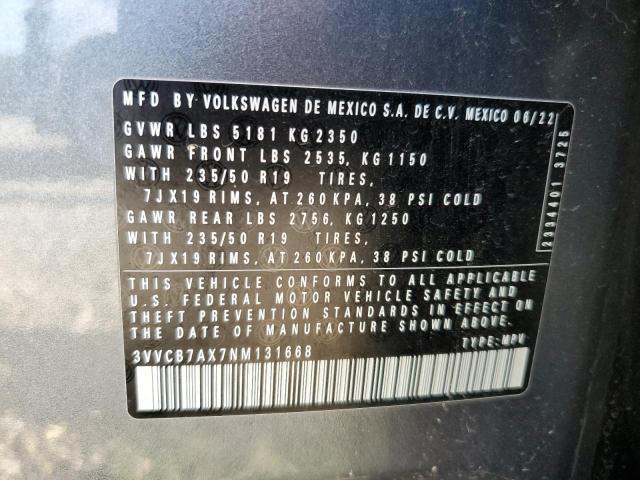 MFD BY VOLKSWAGEN DE MEXICO S.A. DE C.V. MEXICO 06/22
GVWR LBS 5181 KG 2350
GAWR FRONT LBS 2535, KG 1150
WITH 235/50 R19 TIRES,
7JX19 RIMS, AT 260 KPA, 38 PSI COLD
GAWR REAR LBS 2756, KG 1250
WITH 235/50 R19 TIRES,
7JX19 RIMS, AT 260 KPA, 38 PSI COLD
THIS VEHICLE CONFORMS TO ALL APPLICABLE
U.S. FEDERAL MOTOR VEHICLE SAFETY AND
THEFT PREVENTION STANDARDS IN EFFECT ON
THE DATE OF MANUFACTURE SHOWN ABOVE.
3VVCB7AX7NM131668 TYPE: MPV
2334401 3725